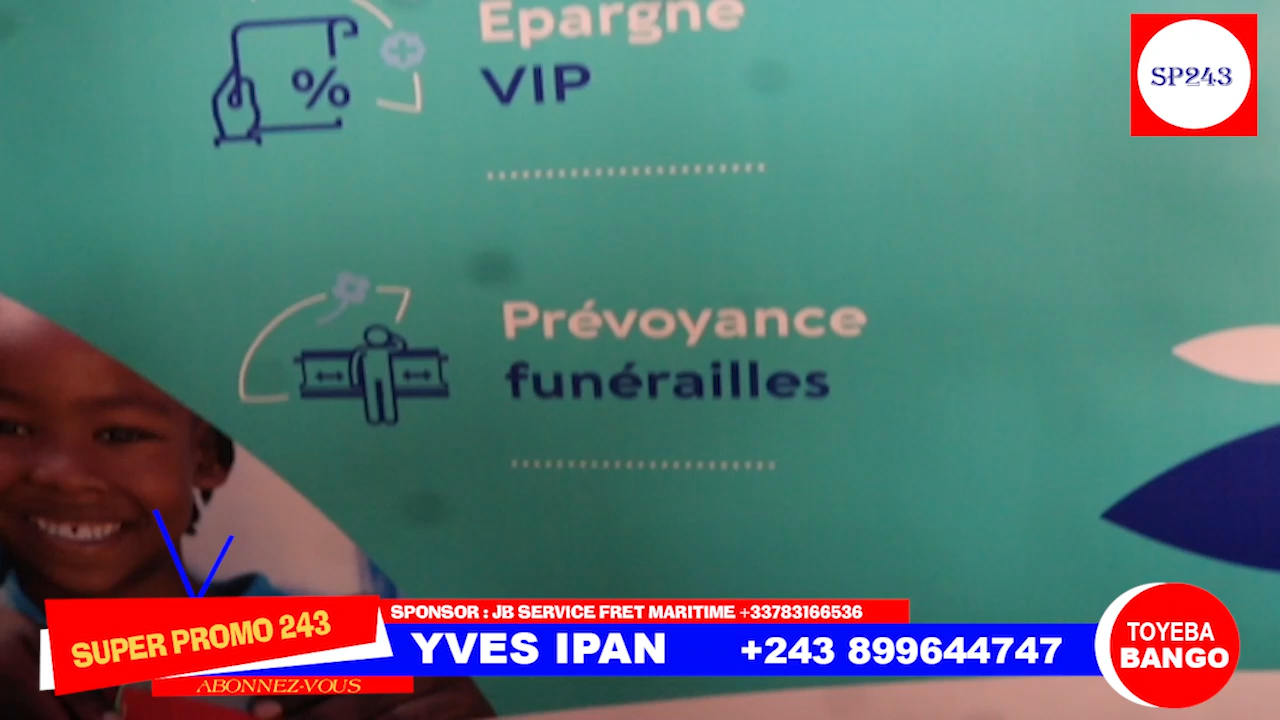 Epargne
VIP
%
SP243
Prévoyance
funérailles
SPONSOR : JB SERVICE FRET MARITIME +33783166536
SUPER PROMO 243
YVES IPAN +243 899644747
TOYEBA
BANGO
ABONNEZ-VOUS